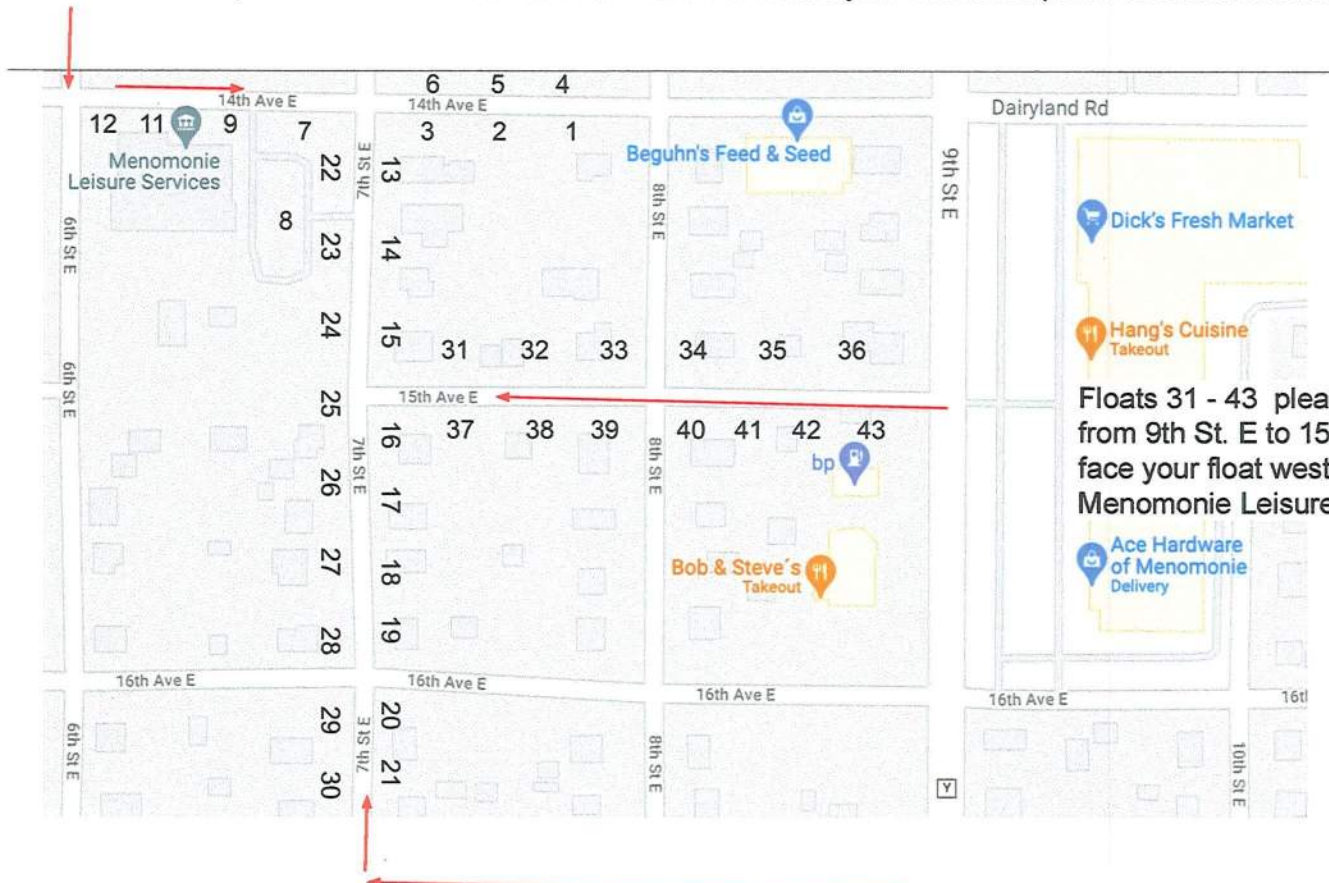 6 5 4
14th Ave E
14th Ave E
Dairyland Rd
12 11 9 7
3 2 1
Menomonie
Leisure Services
Beguhn's Feed & Seed
22
7th St E
13
8th St E
9th St E
8
23
14
6th St E
Dick's Fresh Market
24
15
31 32 33 34 35 36
Hang's Cuisine
Takeout
6th St E
25
15th Ave E
Floats 31 - 43 plea
from 9th St. E to 15
face your float west
Menomonie Leisure
16
37 38 39 40 41 42 43
7th St E
8th St E
bp
26
17
27
18
Bob & Steve's
Takeout
Ace Hardware
of Menomonie
Delivery
28
19
16th Ave E
16th Ave E
16th Ave E
16th Ave E
16t
29
20
6th St E
7th St E
8th St E
10th St E
30
21
Y